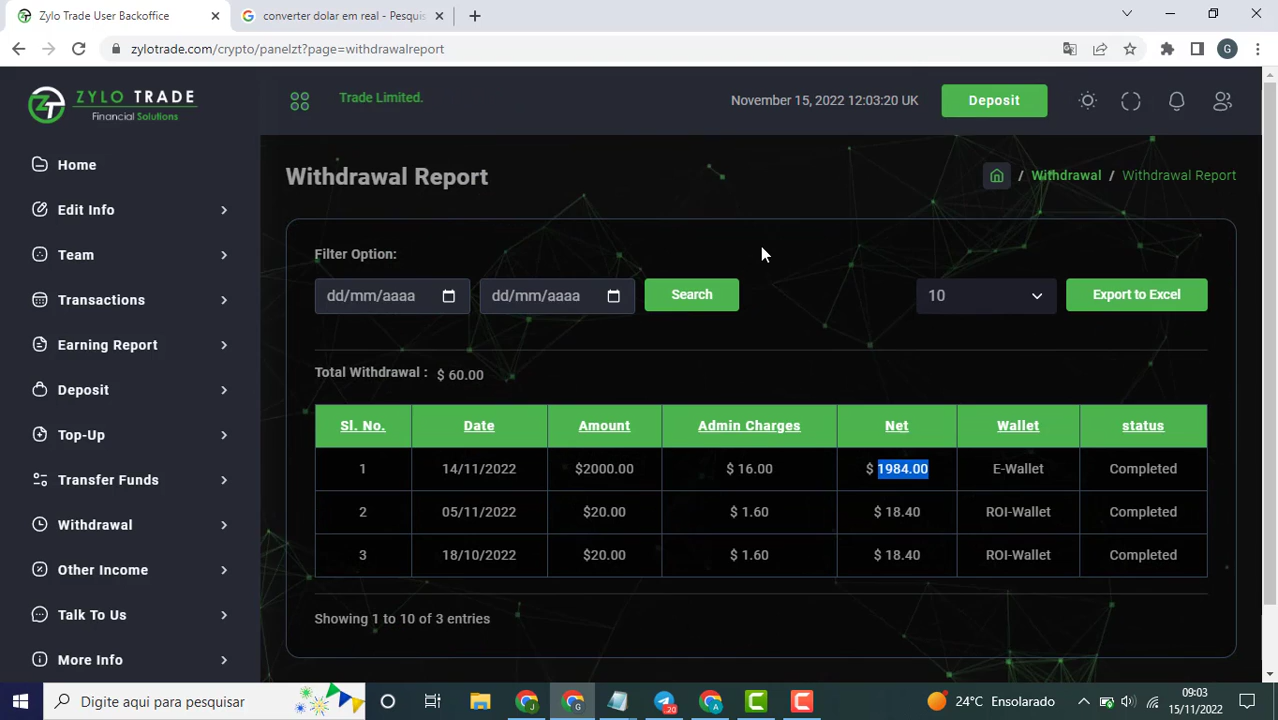 Zylo Trade User Backoffice
converter dolar em real - Pesquis
zylotrade.com/crypto/panelzt?page=withdrawalreport
G
ZT ZYLO TRADE
Financial Solutions
Trade Limited.
November 15, 2022 12:03:20 UK
Deposit
Home
Edit Info
Team
Transactions
Earning Report
Deposit
Top-Up
Transfer Funds
Withdrawal
Other Income
Talk To Us
More Info
Withdrawal Report
/ Withdrawal / Withdrawal Report
Filter Option:
dd/mm/aaaa dd/mm/aaaa Search 10 Export to Excel
Total Withdrawal : $ 60.00
Sl. No. Date Amount Admin Charges Net Wallet status
1 14/11/2022 $2000.00 $ 16.00 $ 1984.00 E-Wallet Completed
2 05/11/2022 $20.00 $ 1.60 $ 18.40 ROI-Wallet Completed
3 18/10/2022 $20.00 $ 1.60 $ 18.40 ROI-Wallet Completed
Showing 1 to 10 of 3 entries
Digite aqui para pesquisar
20
24°C Ensolarado
09:03
15/11/2022